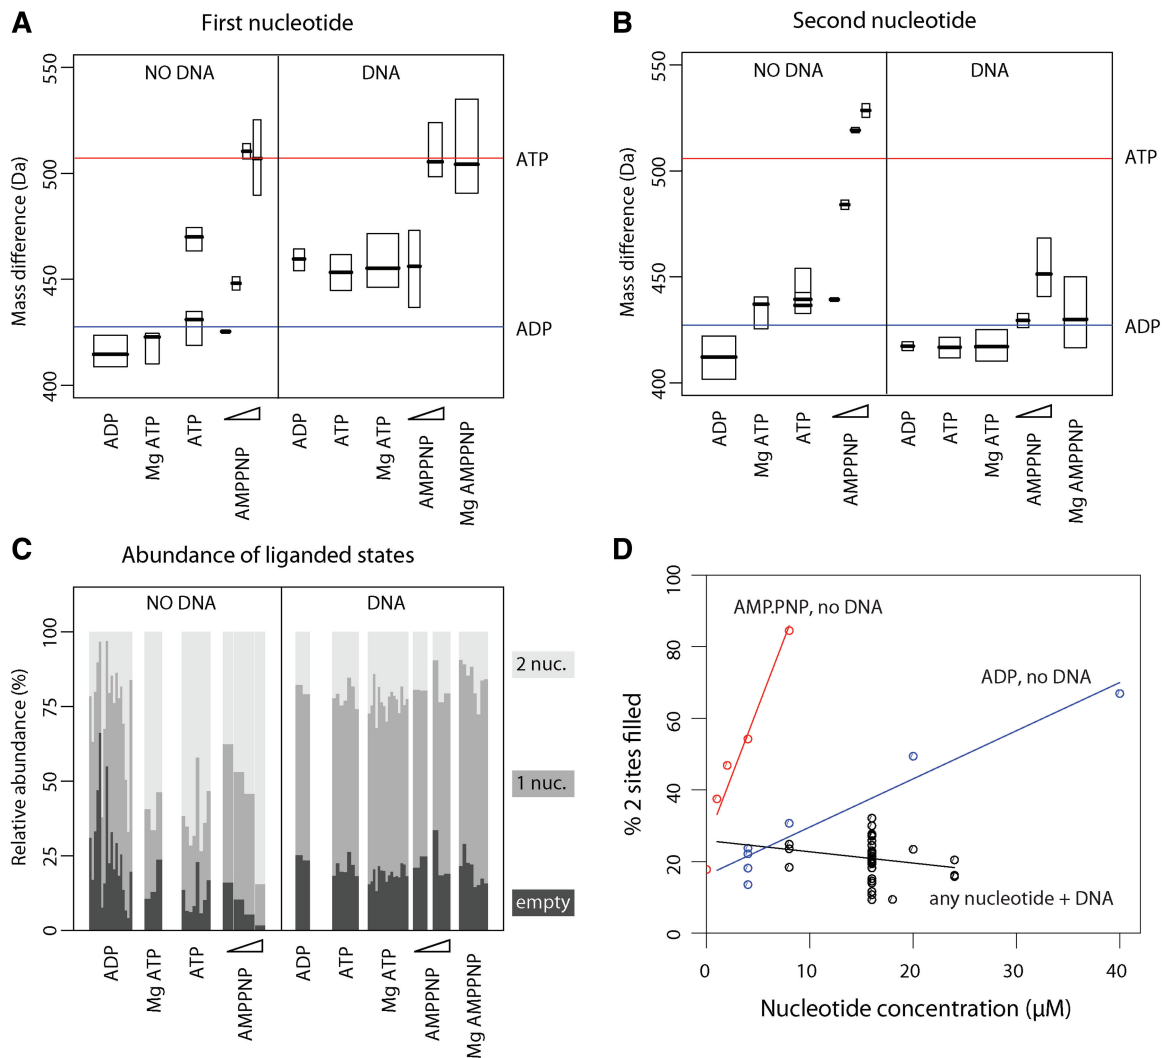 A
First nucleotide
NO DNA
DNA
Mass difference (Da)
550
500
450
400
ATP
ADP
ADP
Mg ATP
ATP
AMPPNP
ADP
ATP
Mg ATP
AMPPNP
Mg AMPPNP
B
Second nucleotide
NO DNA
DNA
Mass difference (Da)
550
500
450
400
ATP
ADP
ADP
Mg ATP
ATP
AMPPNP
ADP
ATP
Mg ATP
AMPPNP
Mg AMPPNP
C
Abundance of liganded states
NO DNA
DNA
Relative abundance (%)
100
75
50
25
0
2 nuc.
1 nuc.
empty
ADP
Mg ATP
ATP
AMPPNP
ADP
ATP
Mg ATP
AMPPNP
Mg AMPPNP
D
% 2 sites filled
100
80
60
40
20
0
AMP.PNP, no DNA
ADP, no DNA
any nucleotide + DNA
0
10
20
30
40
Nucleotide concentration (μM)